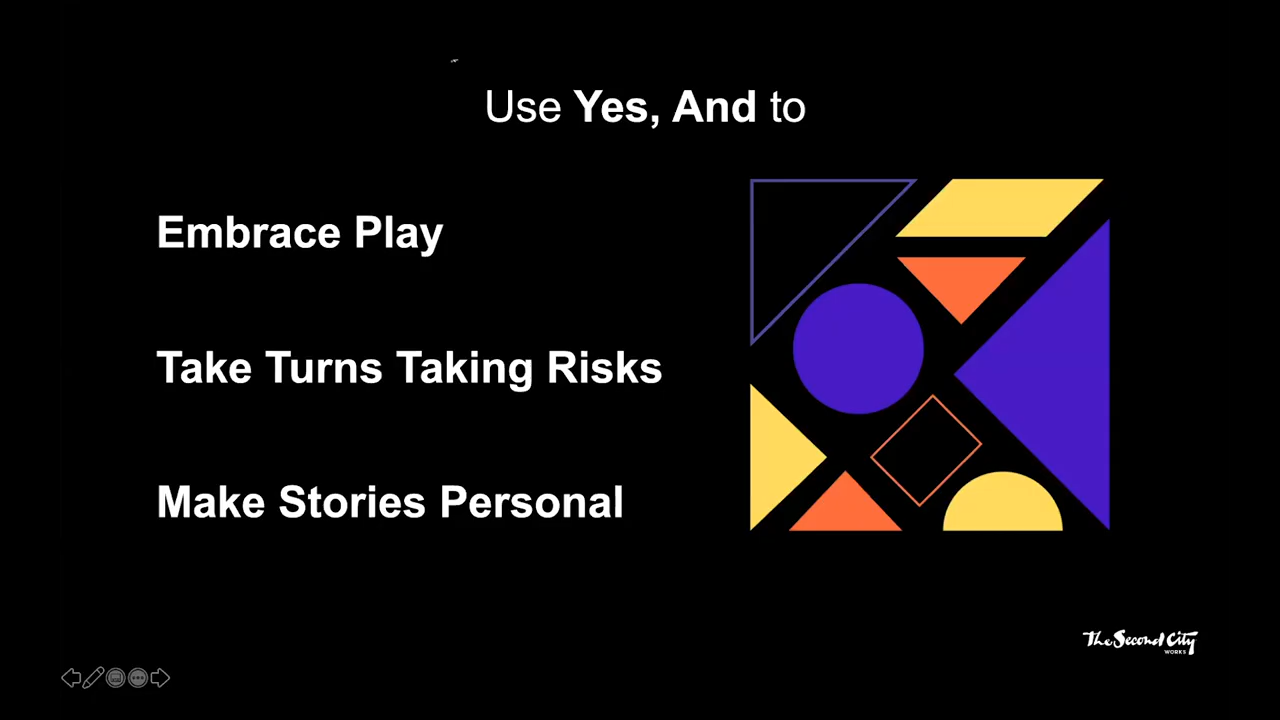 Use Yes, And to
Embrace Play
Take Turns Taking Risks
Make Stories Personal
The Second City
WORKS